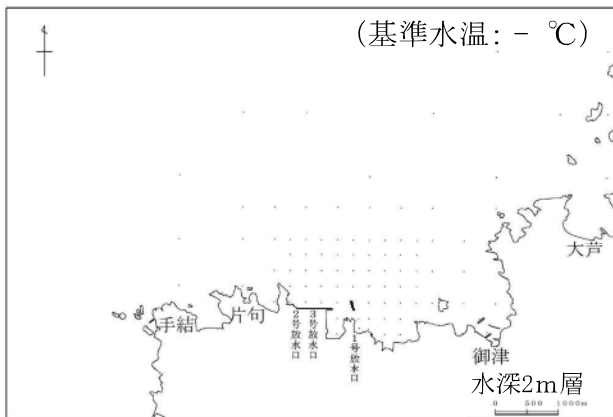 (基準水温: − ℃)
大芦
手結
片句
2号放水口
3号放水口
1号放水口
御津
水深2m層
0 500 1000m